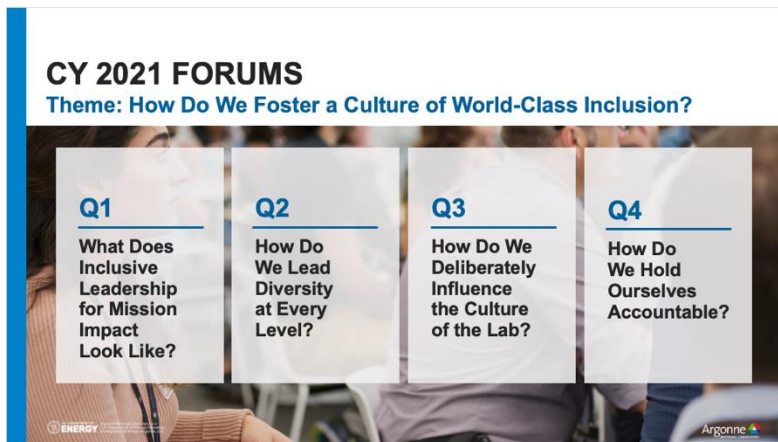 CY 2021 FORUMS
Theme: How Do We Foster a Culture of World-Class Inclusion?
Q1
What Does
Inclusive
Leadership
for Mission
Impact
Look Like?
Q2
How Do
We Lead
Diversity
at Every
Level?
Q3
How Do We
Deliberately
Influence
the Culture
of the Lab?
Q4
How Do
We Hold
Ourselves
Accountable?
ENERGY
Argonne